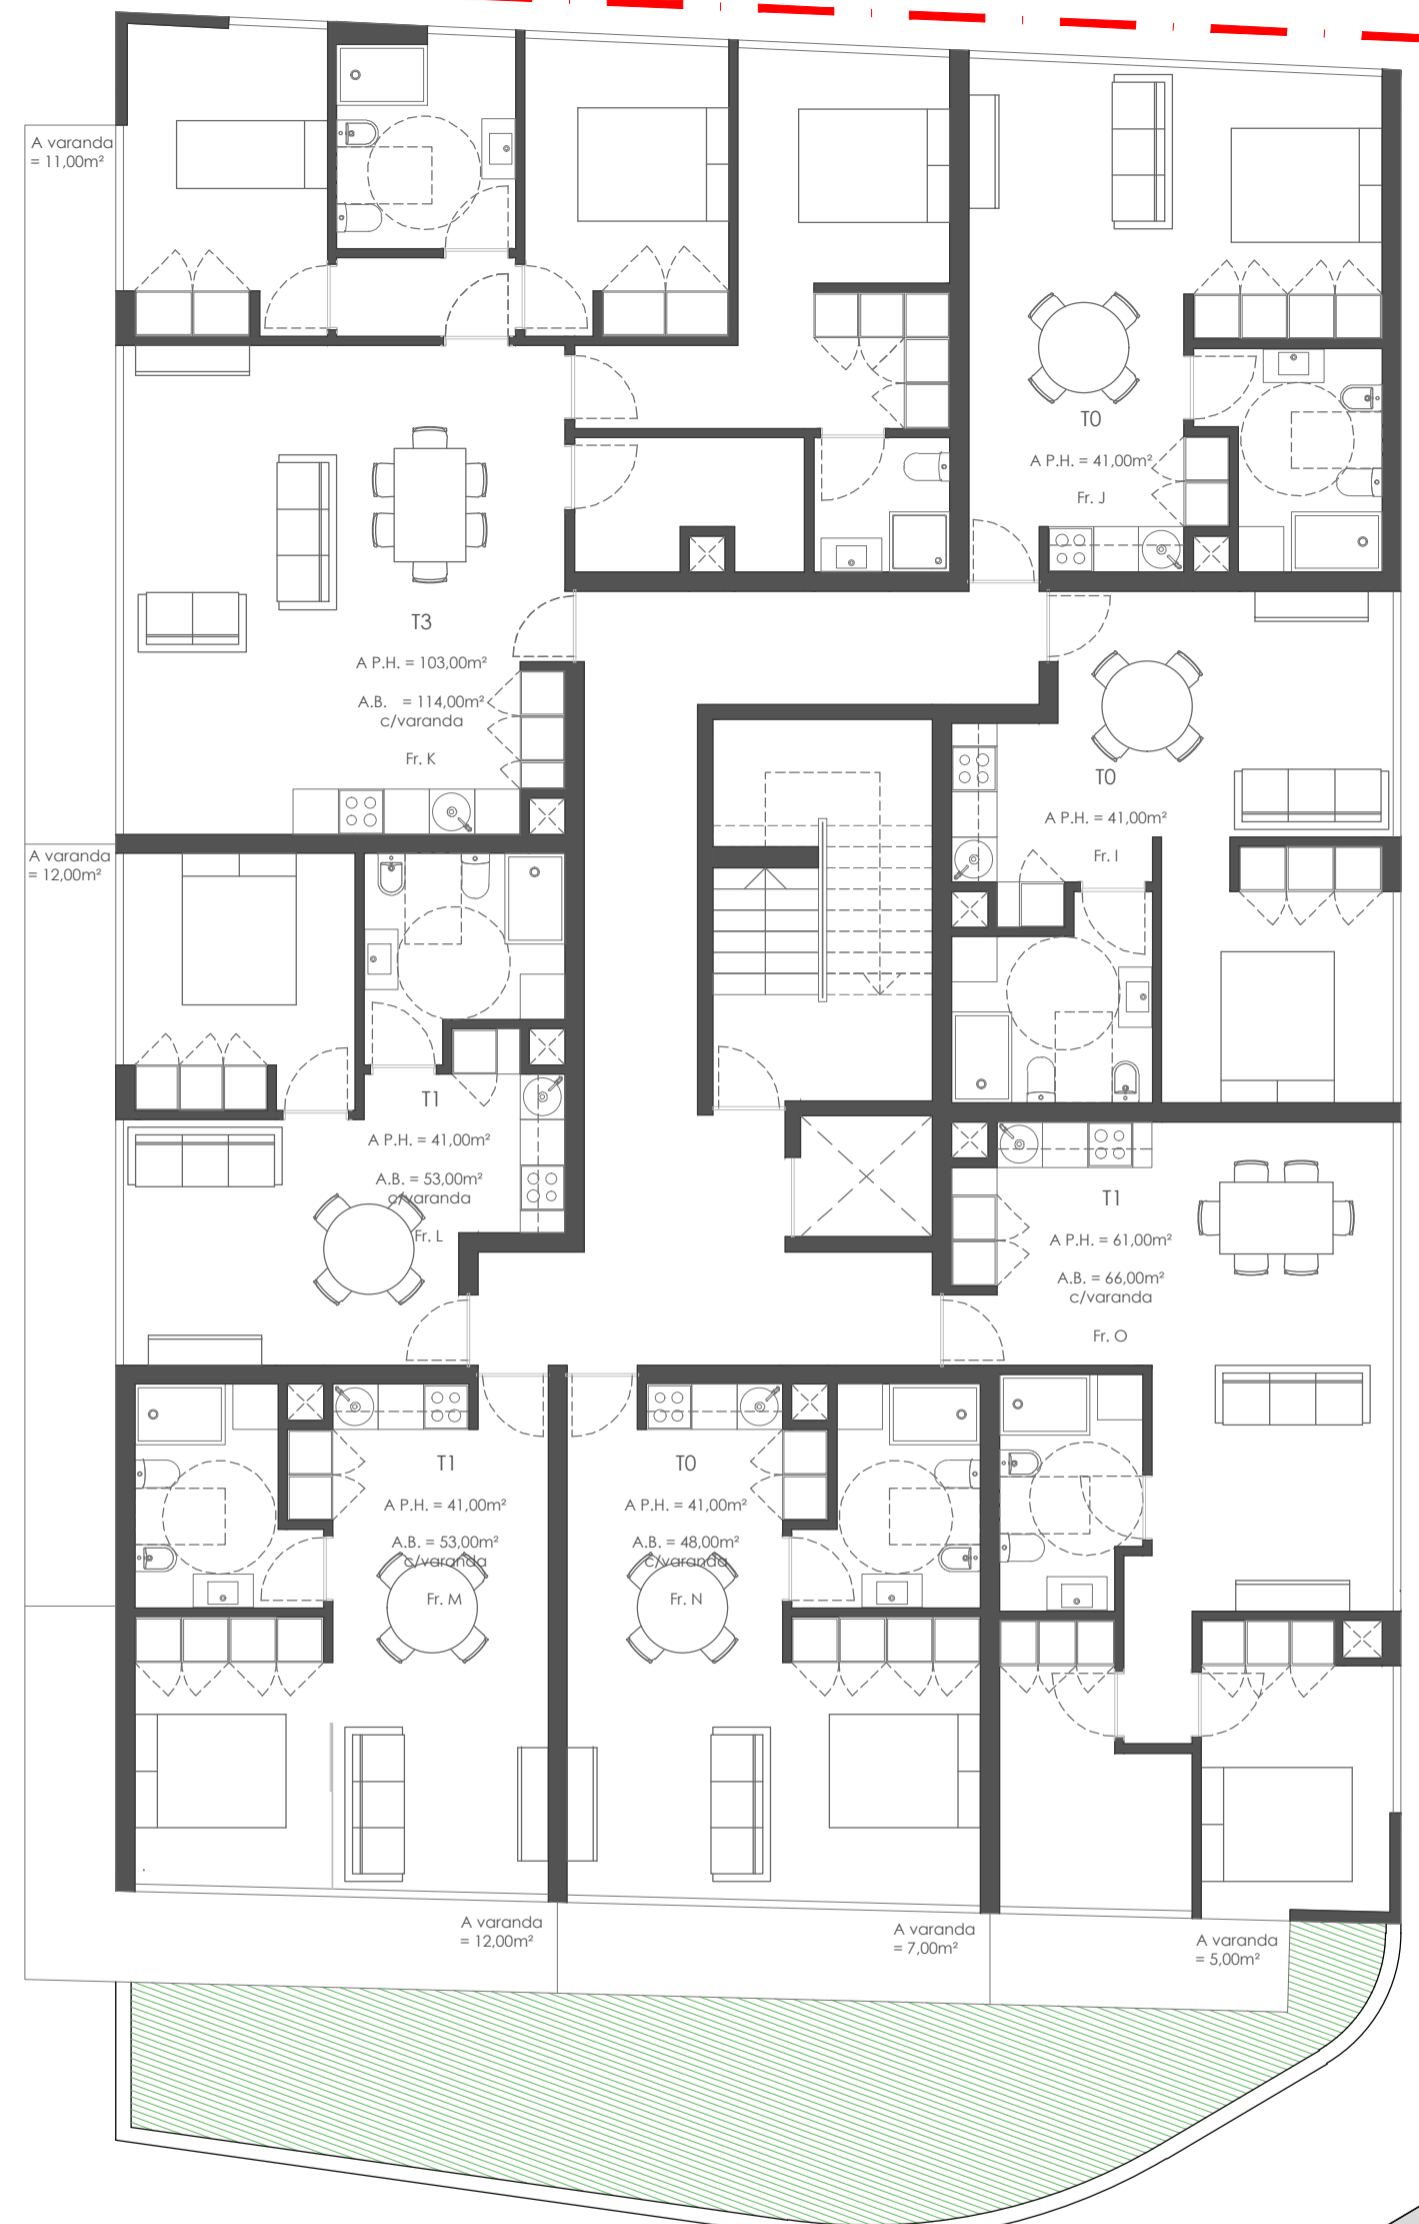 A varanda
= 11,00m²
T0
A P.H. = 41,00m²
Fr. J
T3
A P.H. = 103,00m²
A.B. = 114,00m²
c/varanda
Fr. K
T0
A P.H. = 41,00m²
Fr. I
A varanda
= 12,00m²
T1
A P.H. = 41,00m²
A.B. = 53,00m²
c/varanda
Fr. L
T1
A P.H. = 61,00m²
A.B. = 66,00m²
c/varanda
Fr. O
T1
A P.H. = 41,00m²
A.B. = 53,00m²
c/varanda
Fr. M
T0
A P.H. = 41,00m²
A.B. = 48,00m²
c/varanda
Fr. N
A varanda
= 12,00m²
A varanda
= 7,00m²
A varanda
= 5,00m²